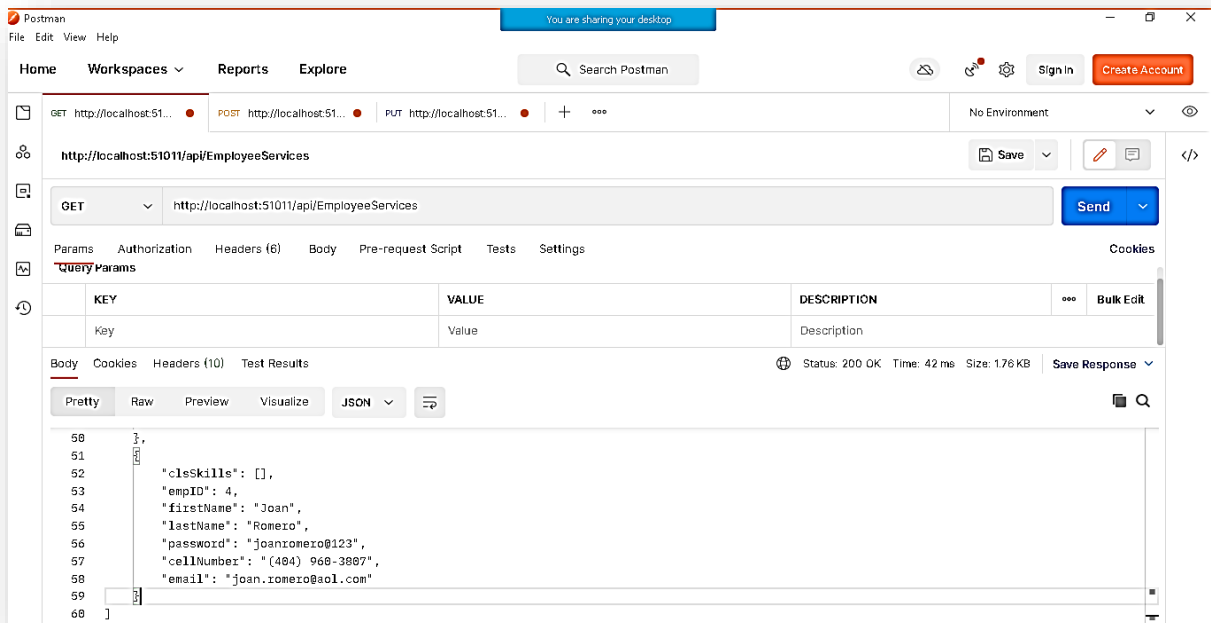 Postman
You are sharing your desktop
File Edit View Help
Home Workspaces Reports Explore Search Postman Sign In Create Account
GET http://localhost:51... POST http://localhost:51... PUT http://localhost:51... + ooo No Environment
http://localhost:51011/api/EmployeeServices Save
GET http://localhost:51011/api/EmployeeServices Send
Params Authorization Headers (6) Body Pre-request Script Tests Settings Cookies
Query Params
KEY VALUE DESCRIPTION ooo Bulk Edit
Key Value Description
Body Cookies Headers (10) Test Results Status: 200 OK Time: 42 ms Size: 1.76 KB Save Response
Pretty Raw Preview Visualize JSON
50 },
51 {
52 "clsSkills": [],
53 "empID": 4,
54 "firstName": "Joan",
55 "lastName": "Romero",
56 "password": "joanromero@123",
57 "cellNumber": "(404) 960-3807",
58 "email": "joan.romero@aol.com"
59 }
60 ]